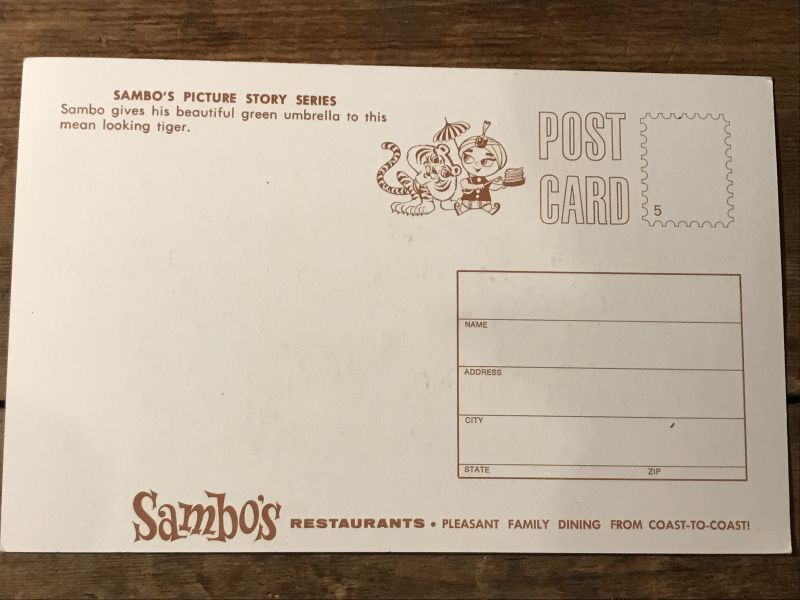 SAMBO'S PICTURE STORY SERIES
Sambo gives his beautiful green umbrella to this
mean looking tiger.
POST
CARD
5
NAME
ADDRESS
CITY
STATE ZIP
Sambo's RESTAURANTS • PLEASANT FAMILY DINING FROM COAST-TO-COAST!